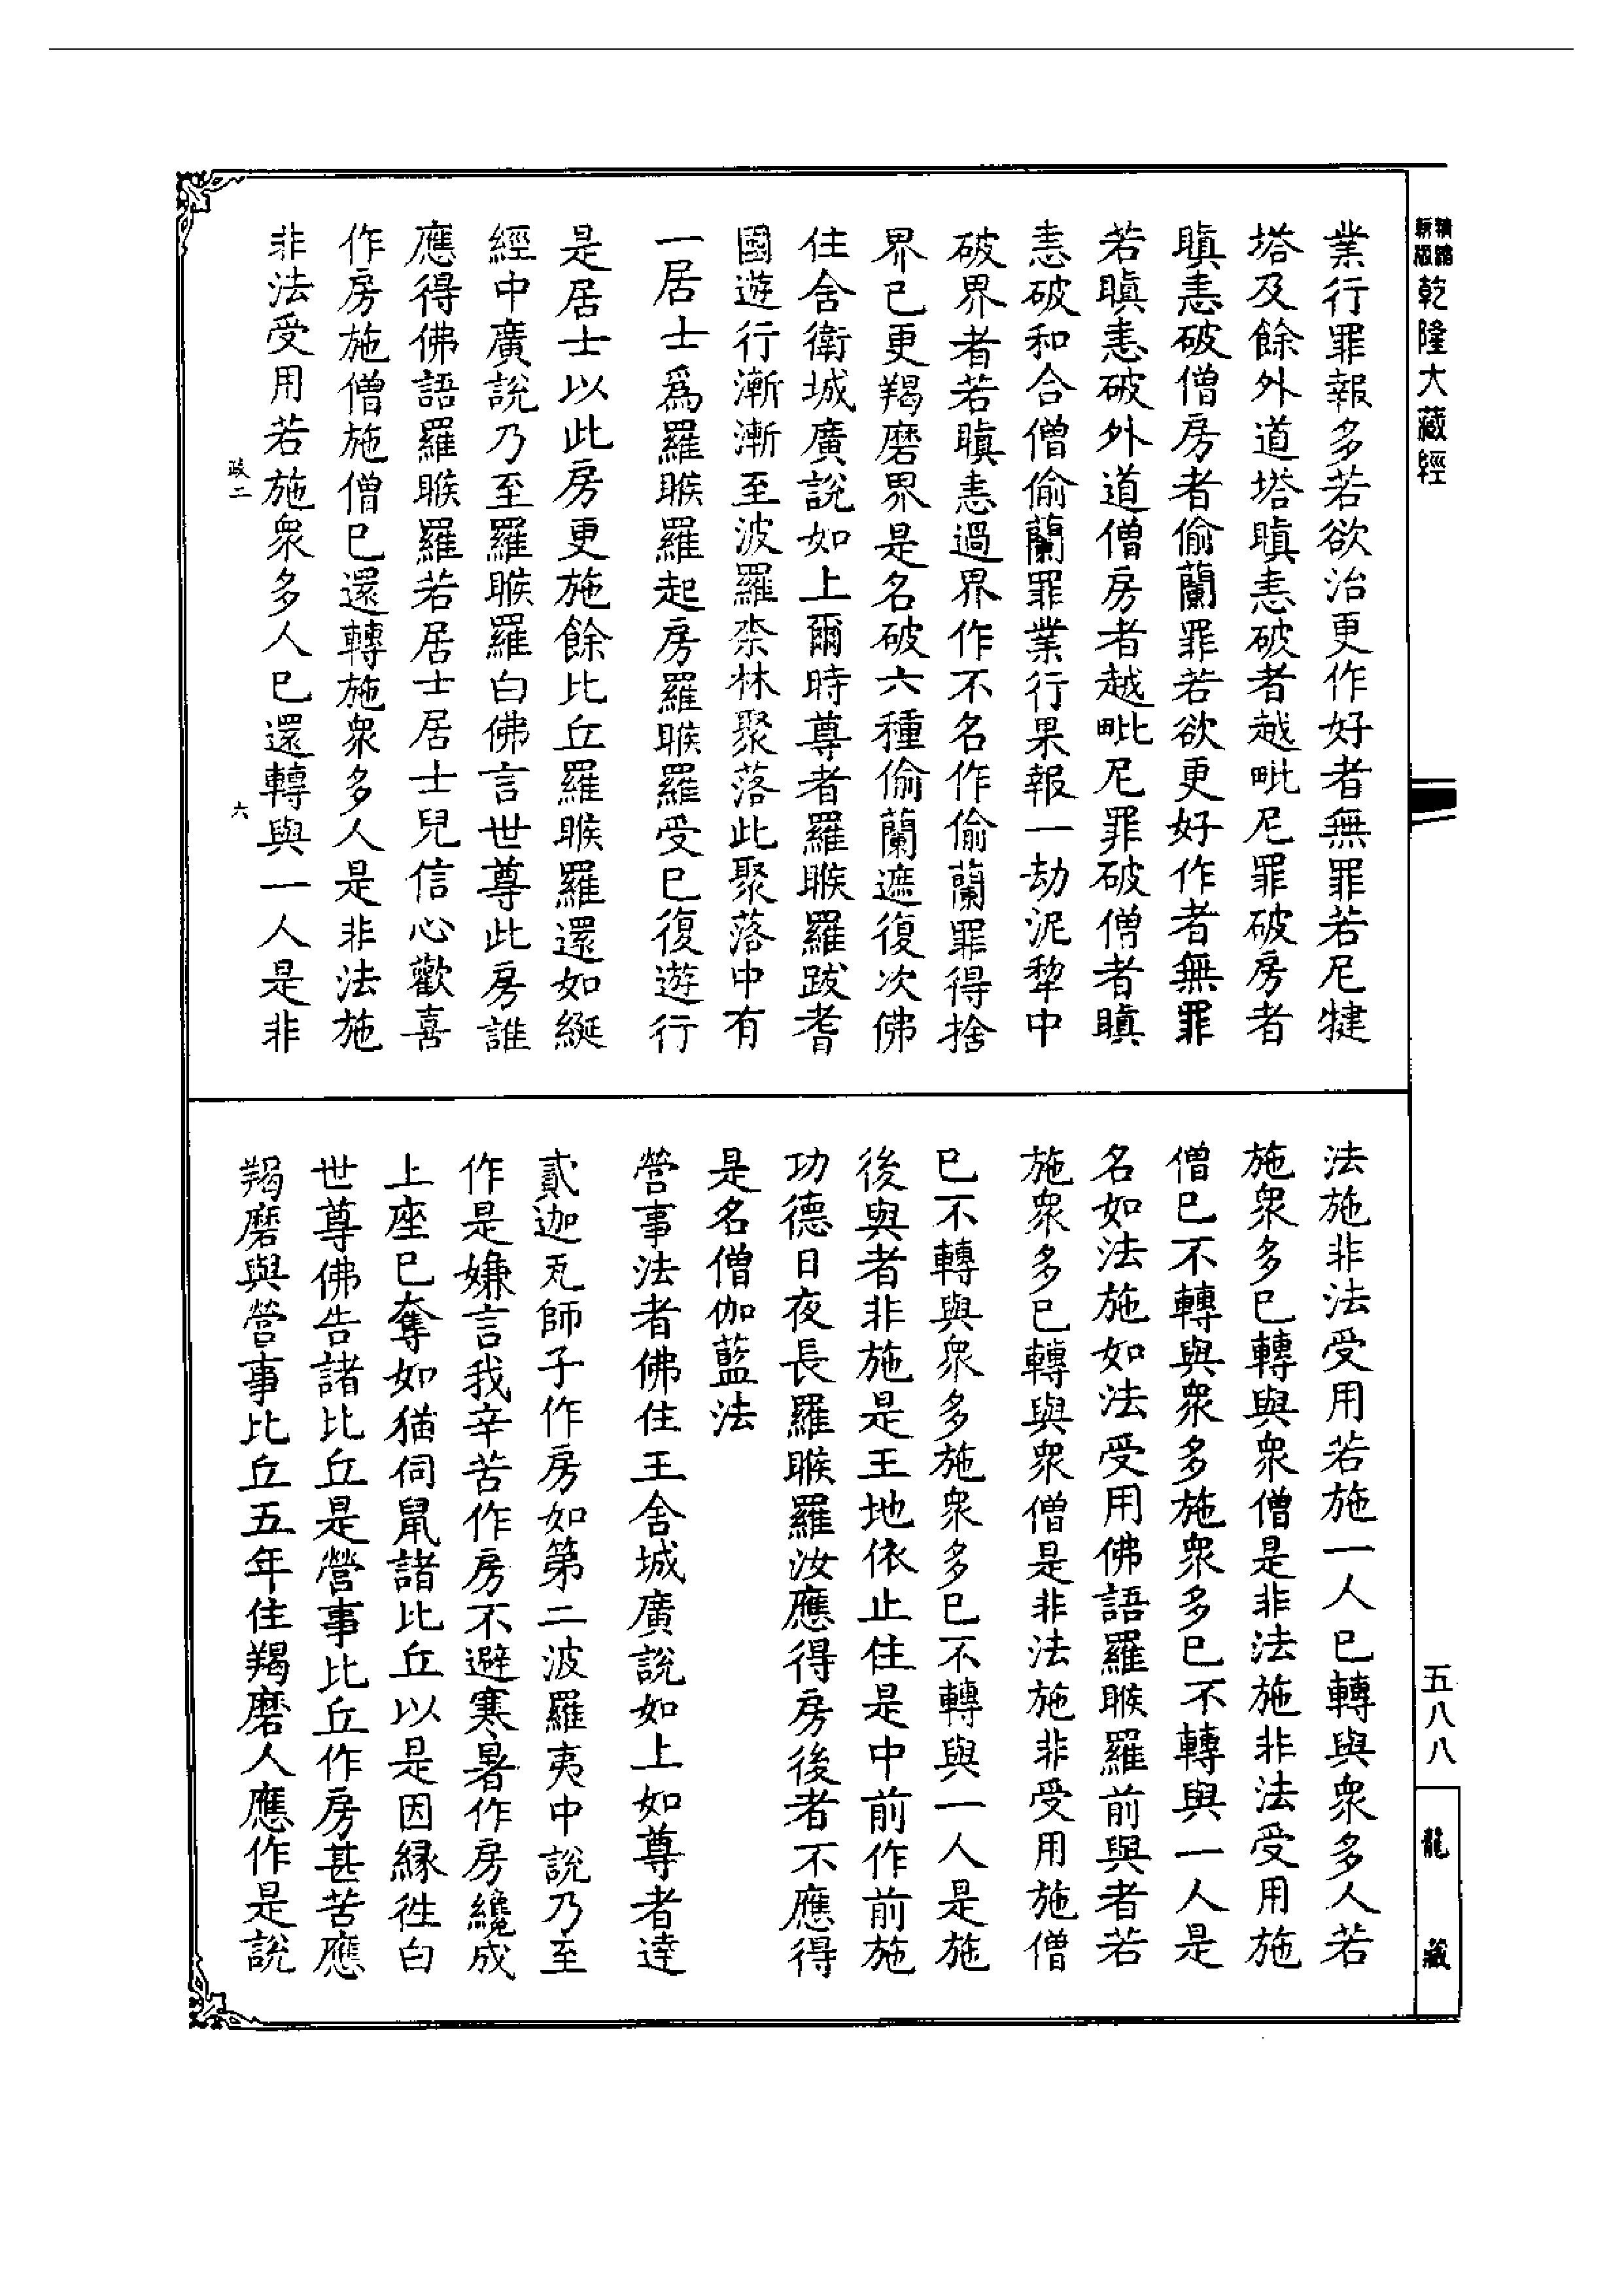 精縮新版
乾隆大藏經
業行罪報多若欲治更作好者無罪若尼犍
塔及餘外道塔瞋恚破者越毗尼罪破房者
瞋恚破僧房者偷蘭罪若欲更好作者無罪
若瞋恚破外道僧房者越毗尼罪破僧者瞋
恚破和合僧偷蘭罪業行果報一劫泥犂中
破界者若瞋恚過界作不名作偷蘭罪得捨
界已更羯磨界是名破六種偷蘭遮復次佛
住舍衛城廣說如上爾時尊者羅睺羅跋耆
國遊行漸漸至波羅柰林聚落此聚落中有
一居士爲羅睺羅起房羅睺羅受已復遊行
是居士以此房更施餘比丘羅睺羅還如綖
經中廣說乃至羅睺羅白佛言世尊此房誰
應得佛語羅睺羅若居士居士兒信心歡喜
作房施僧施僧已還轉施衆多人是非法施
非法受用若施衆多人已還轉與一人是非
政二
六
法施非法受用若施一人已轉與衆多人若
施衆多已轉與衆僧是非法施非法受用施
僧已不轉與衆多施衆多已不轉與一人是
名如法施如法受用佛語羅睺羅前與者若
施衆多已轉與衆僧是非法施非受用施僧
已不轉與衆多施衆多已不轉與一人是施
後與者非施是王地依止住是中前作前施
功德日夜長羅睺羅汝應得房後者不應得
是名僧伽藍法
營事法者佛住王舍城廣說如上如尊者達
貳迦瓦師子作房如第二波羅夷中說乃至
作是嫌言我辛苦作房不避寒暑作房纔成
上座已奪如猫伺鼠諸比丘以是因緣往白
世尊佛告諸比丘是營事比丘作房甚苦應
羯磨與營事比丘五年住羯磨人應作是說
五八八
龍藏